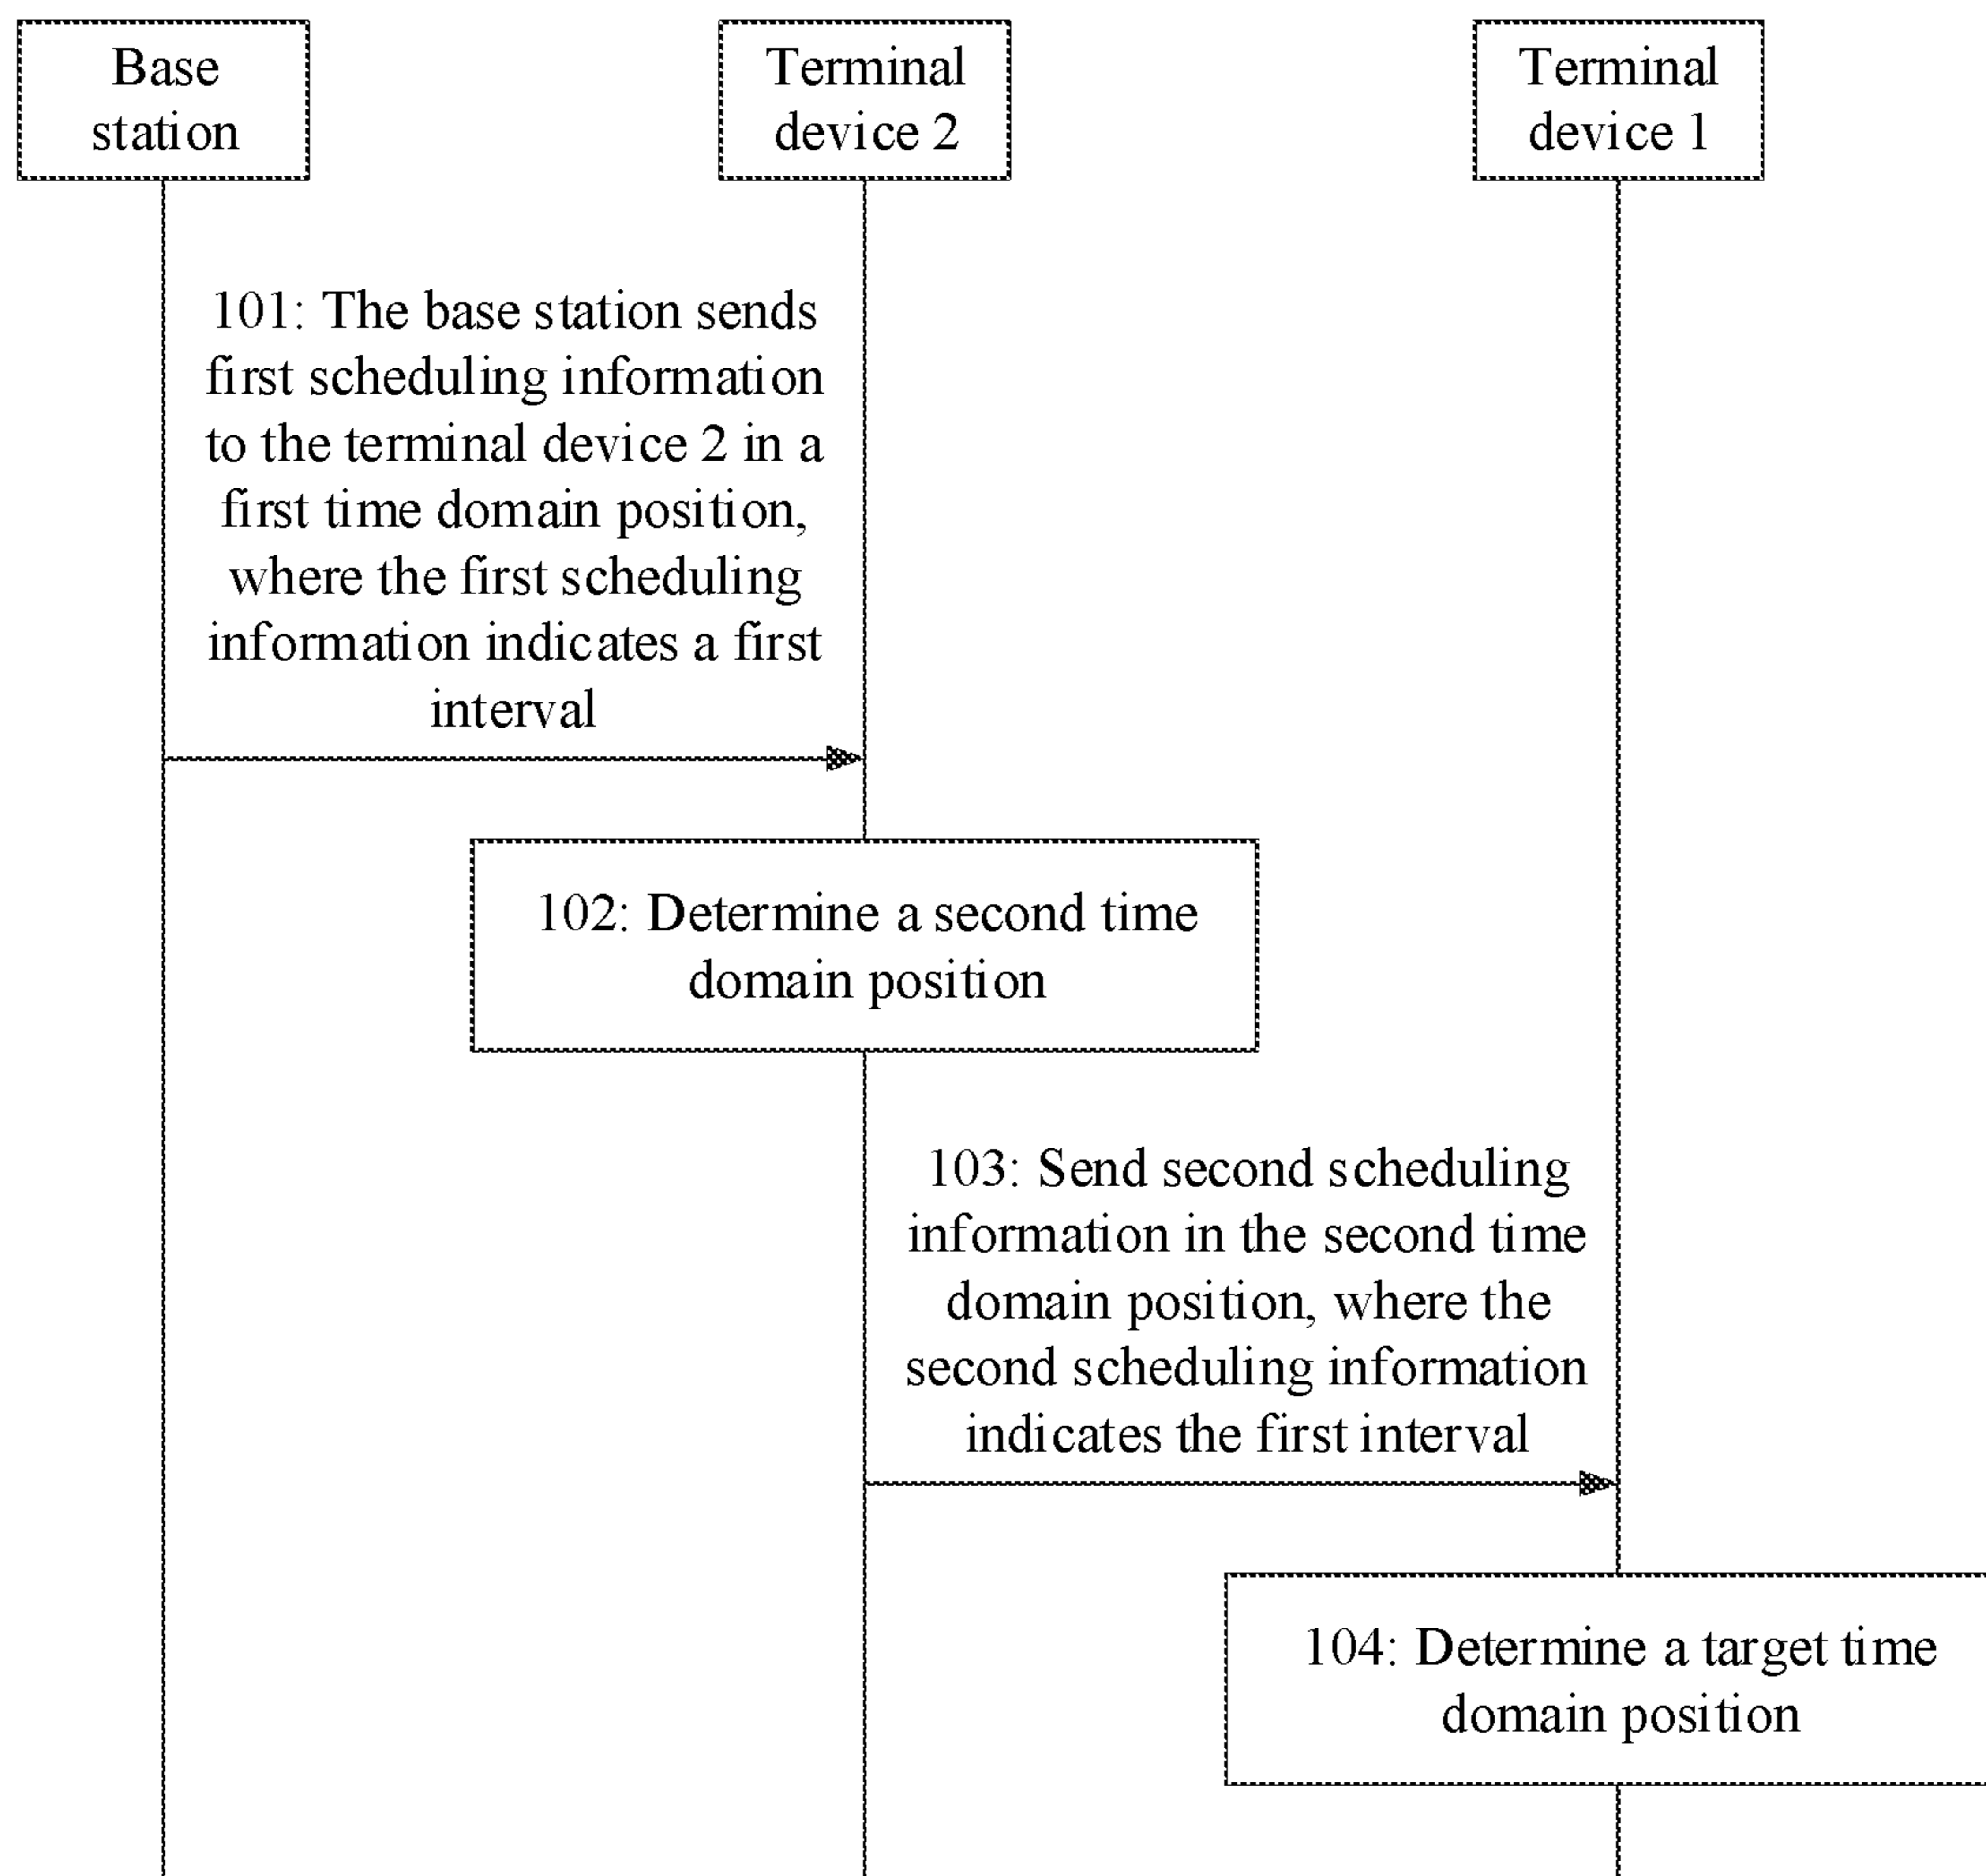 Base
station
Terminal
device 2
Terminal
device 1
101: The base station sends
first scheduling information
to the terminal device 2 in a
first time domain position,
where the first scheduling
information indicates a first
interval
102: Determine a second time
domain position
103: Send second scheduling
information in the second time
domain position, where the
second scheduling information
indicates the first interval
104: Determine a target time
domain position